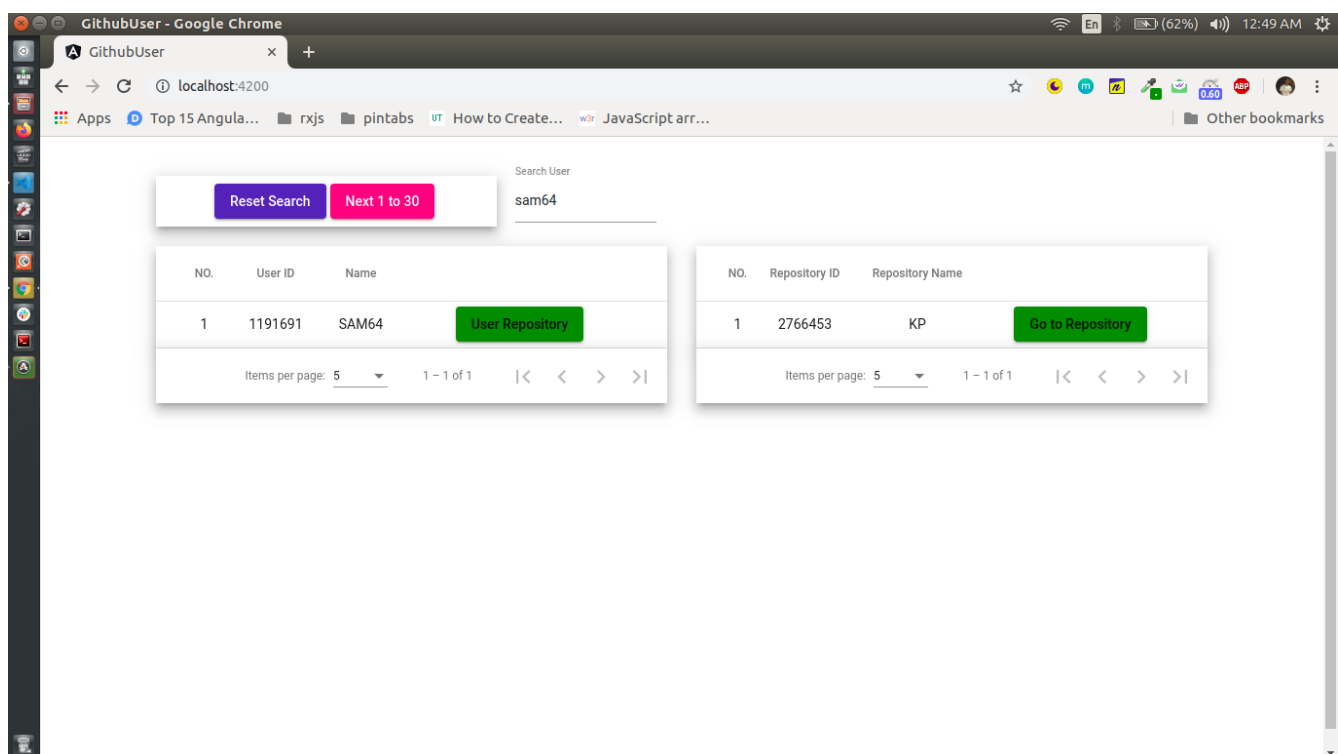 GithubUser - Google Chrome
En (62%) 12:49 AM
GithubUser × +
localhost:4200
m n 0.60 ABP
Apps D Top 15 Angula... rxjs pintabs UT How to Create... w3r JavaScript arr... Other bookmarks
Search User
Reset Search Next 1 to 30 sam64
NO. User ID Name
1 1191691 SAM64 User Repository
Items per page: 5 1 – 1 of 1
NO. Repository ID Repository Name
1 2766453 KP Go to Repository
Items per page: 5 1 – 1 of 1